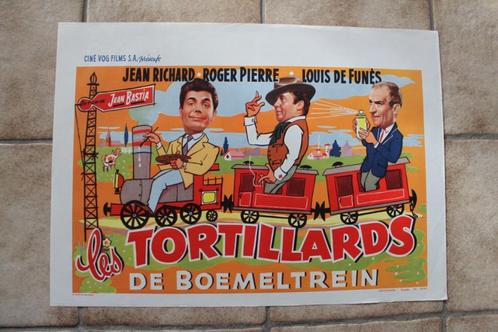 CINÉ VOG FILMS S.A. présente
JEAN RICHARD · ROGER PIERRE · LOUIS DE FUNÈS
JEAN BASTIA
les TORTILLARDS
DE BOEMELTREIN